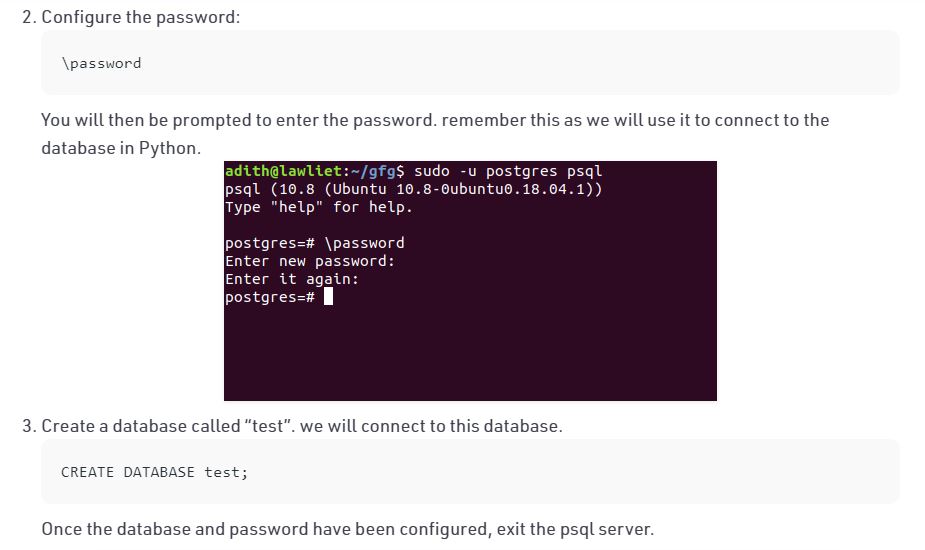 2. Configure the password:
\password
You will then be prompted to enter the password. remember this as we will use it to connect to the
database in Python.
adith@lawliet:~/gfg$ sudo -u postgres psql
psql (10.8 (Ubuntu 10.8-0ubuntu0.18.04.1))
Type "help" for help.
postgres=# \password
Enter new password:
Enter it again:
postgres=#
3. Create a database called “test”. we will connect to this database.
CREATE DATABASE test;
Once the database and password have been configured, exit the psql server.